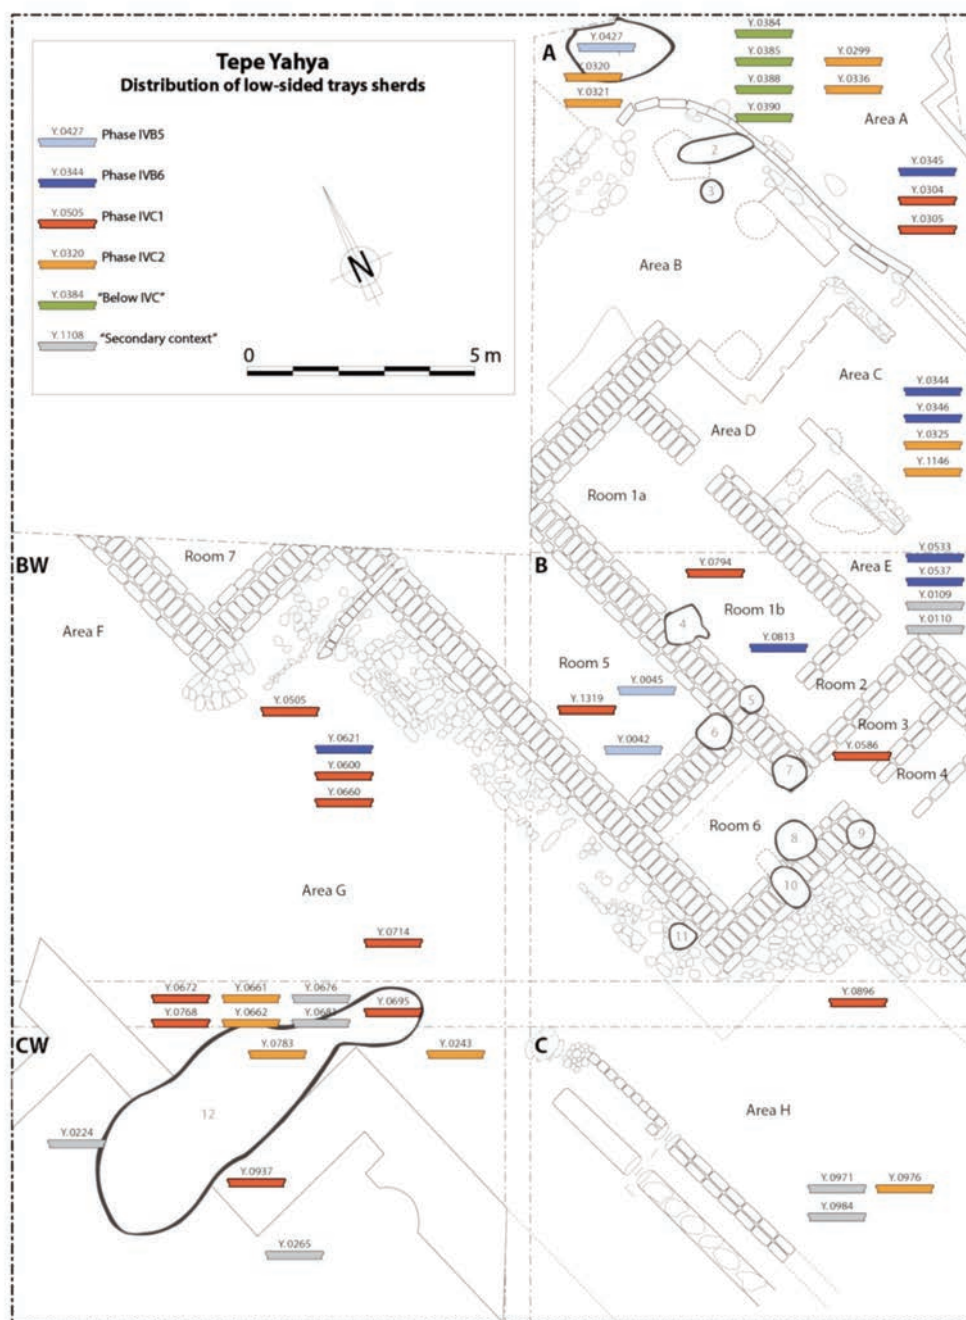 Tepe Yahya
Distribution of low-sided trays sherds
Y.0427 Phase IVB5
Y.0344 Phase IVB6
Y.0505 Phase IVC1
Y.0320 Phase IVC2
Y.0384 "Below IVC"
Y.1108 "Secondary context"
N
0 5 m
A
Y.0427
Y.0320
Y.0321
Y.0384
Y.0385
Y.0388
Y.0390
Y.0299
Y.0336
Area A
Y.0345
Y.0304
Y.0305
2
3
Area B
Area C
Y.0344
Y.0346
Y.0325
Y.1146
Area D
Room 1a
BW
Room 7
Area F
Y.0505
Y.0621
Y.0600
Y.0660
Area G
Y.0714
B
Y.0794
Area E
Y.0533
Y.0537
Y.0109
Y.0110
Room 1b
4
Y.0813
Room 5
Y.0045
Y.1319
Y.0042
Room 2
5
6
7
Room 3
Y.0586
Room 4
Room 6
8
9
10
11
Y.0672
Y.0661
Y.0676
Y.0695
Y.0768
Y.0662
Y.0681
Y.0896
CW
Y.0783
Y.0243
12
Y.0224
Y.0937
Y.0265
C
Area H
Y.0971
Y.0976
Y.0984